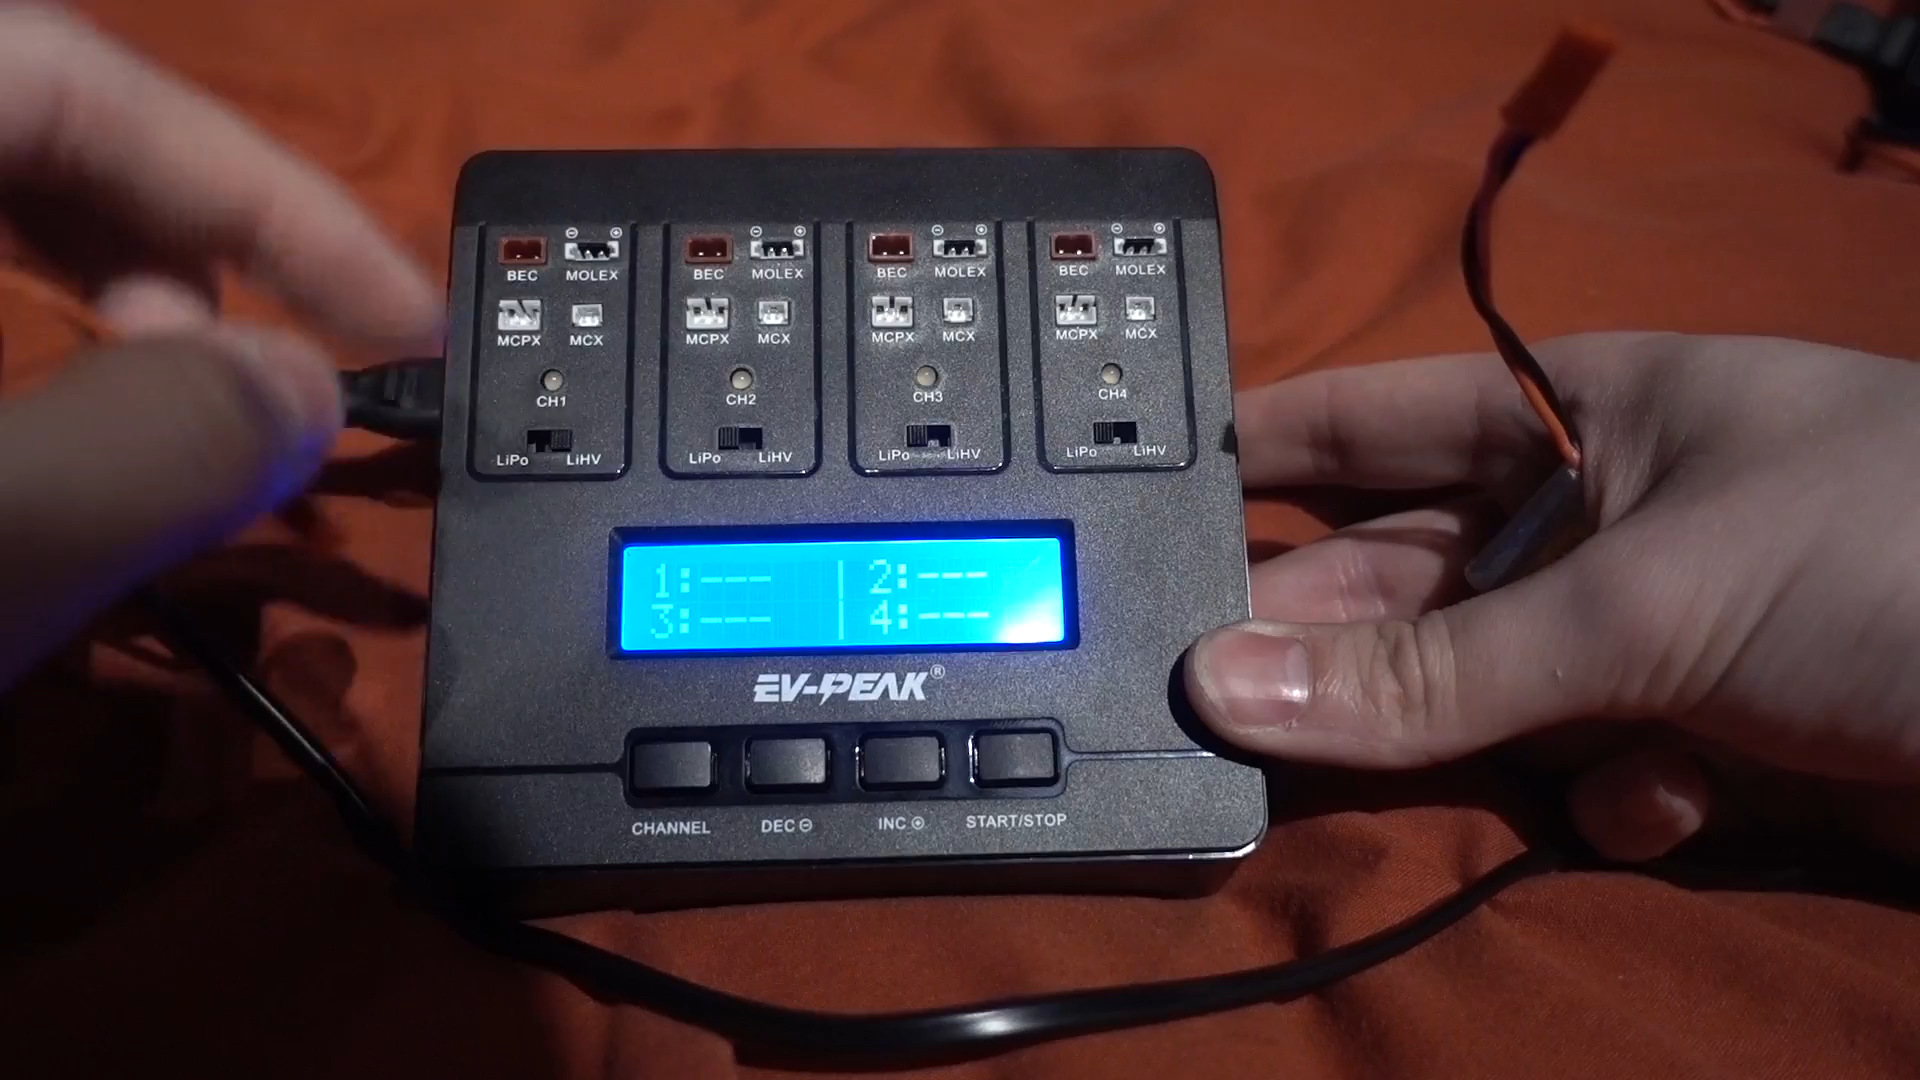 BEC MOLEX BEC MOLEX BEC MOLEX BEC MOLEX
MCPX MCX MCPX MCX MCPX MCX MCPX MCX
CH1 CH2 CH3 CH4
LiPo LiHV LiPo LiHV LiPo LiHV LiPo LiHV
1:--- 2:---
3:--- 4:---
EV-PEAK®
CHANNEL DEC⊖ INC⊕ START/STOP